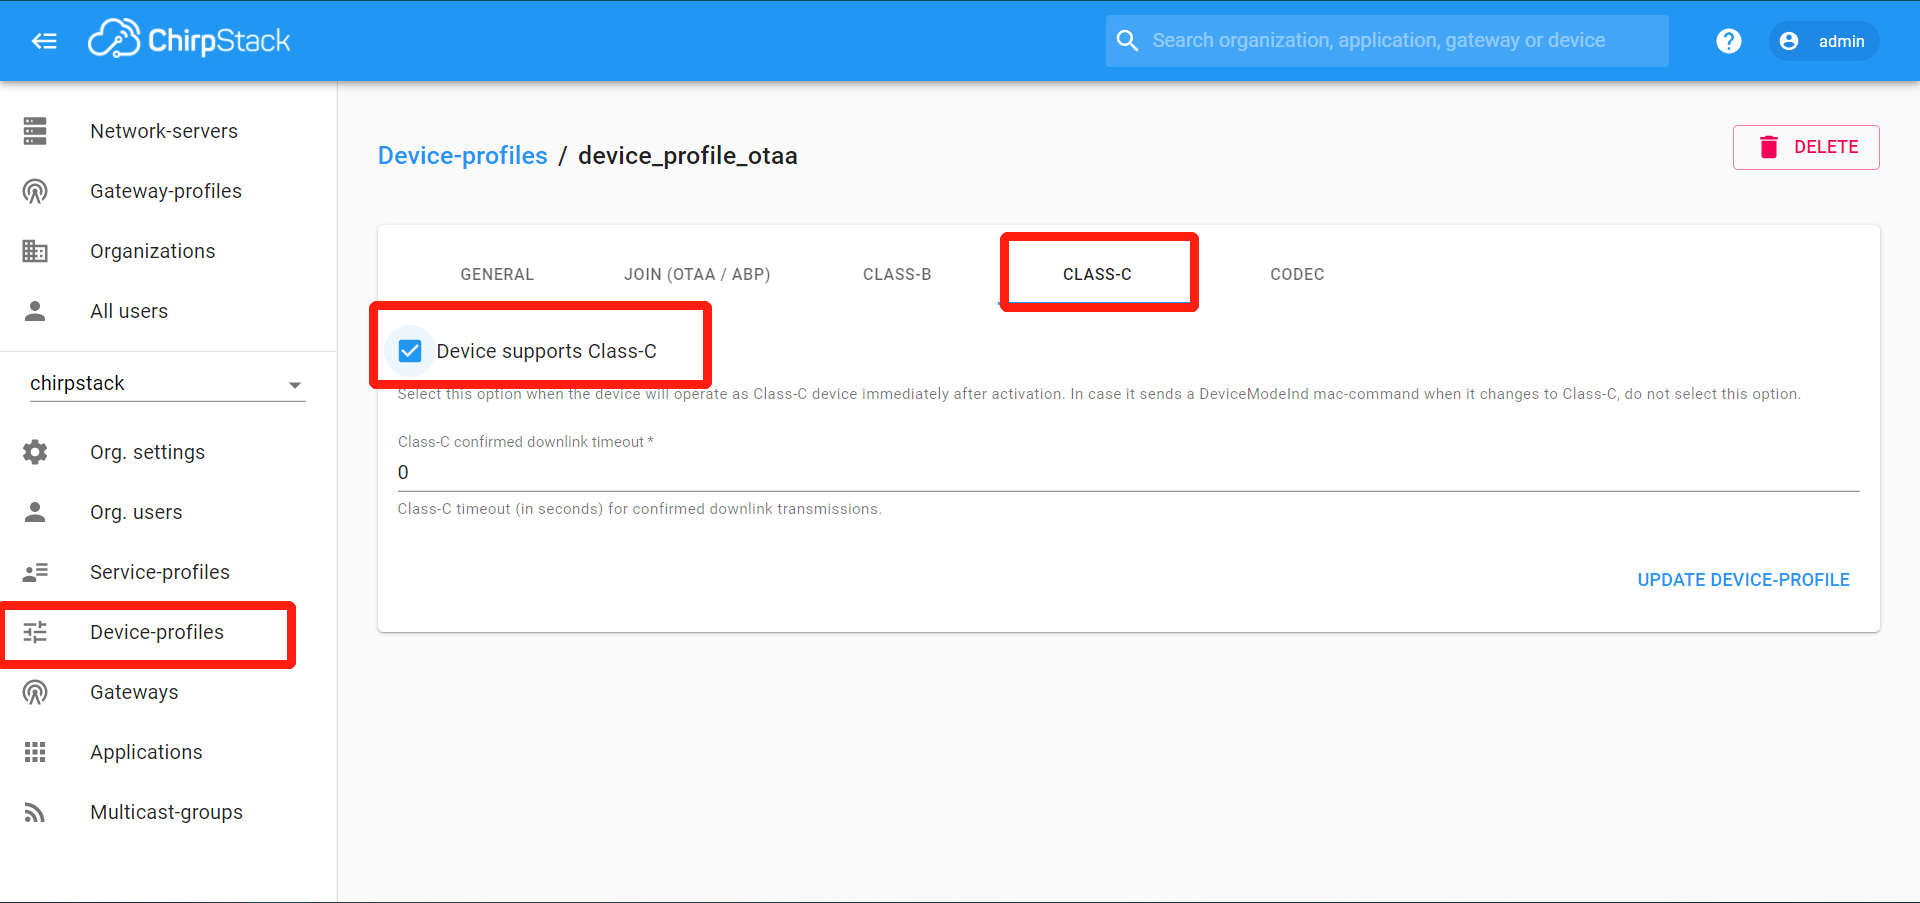 ChirpStack
Search organization, application, gateway or device
? admin
Network-servers
Gateway-profiles
Organizations
All users
chirpstack
Org. settings
Org. users
Service-profiles
Device-profiles
Gateways
Applications
Multicast-groups
Device-profiles / device_profile_otaa
DELETE
GENERAL JOIN (OTAA / ABP) CLASS-B CLASS-C CODEC
Device supports Class-C
Select this option when the device will operate as Class-C device immediately after activation. In case it sends a DeviceModeInd mac-command when it changes to Class-C, do not select this option.
Class-C confirmed downlink timeout *
0
Class-C timeout (in seconds) for confirmed downlink transmissions.
UPDATE DEVICE-PROFILE